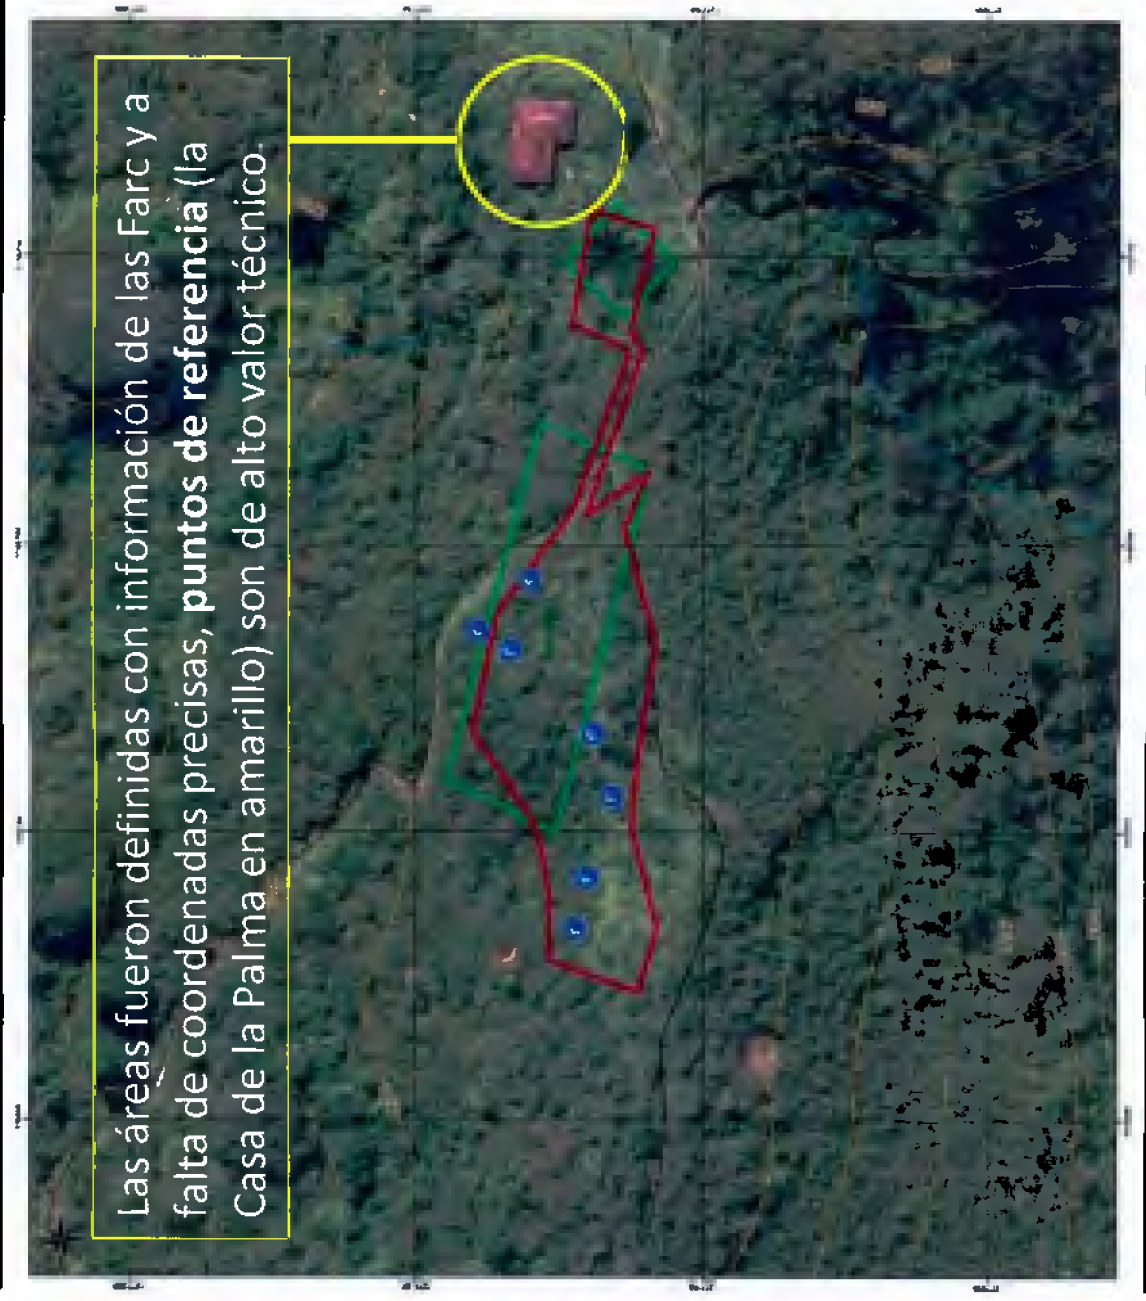 Las áreas fueron definidas con información de las Farc y a
falta de coordenadas precisas, puntos de referencia (la
Casa de la Palma en amarillo) son de alto valor técnico.